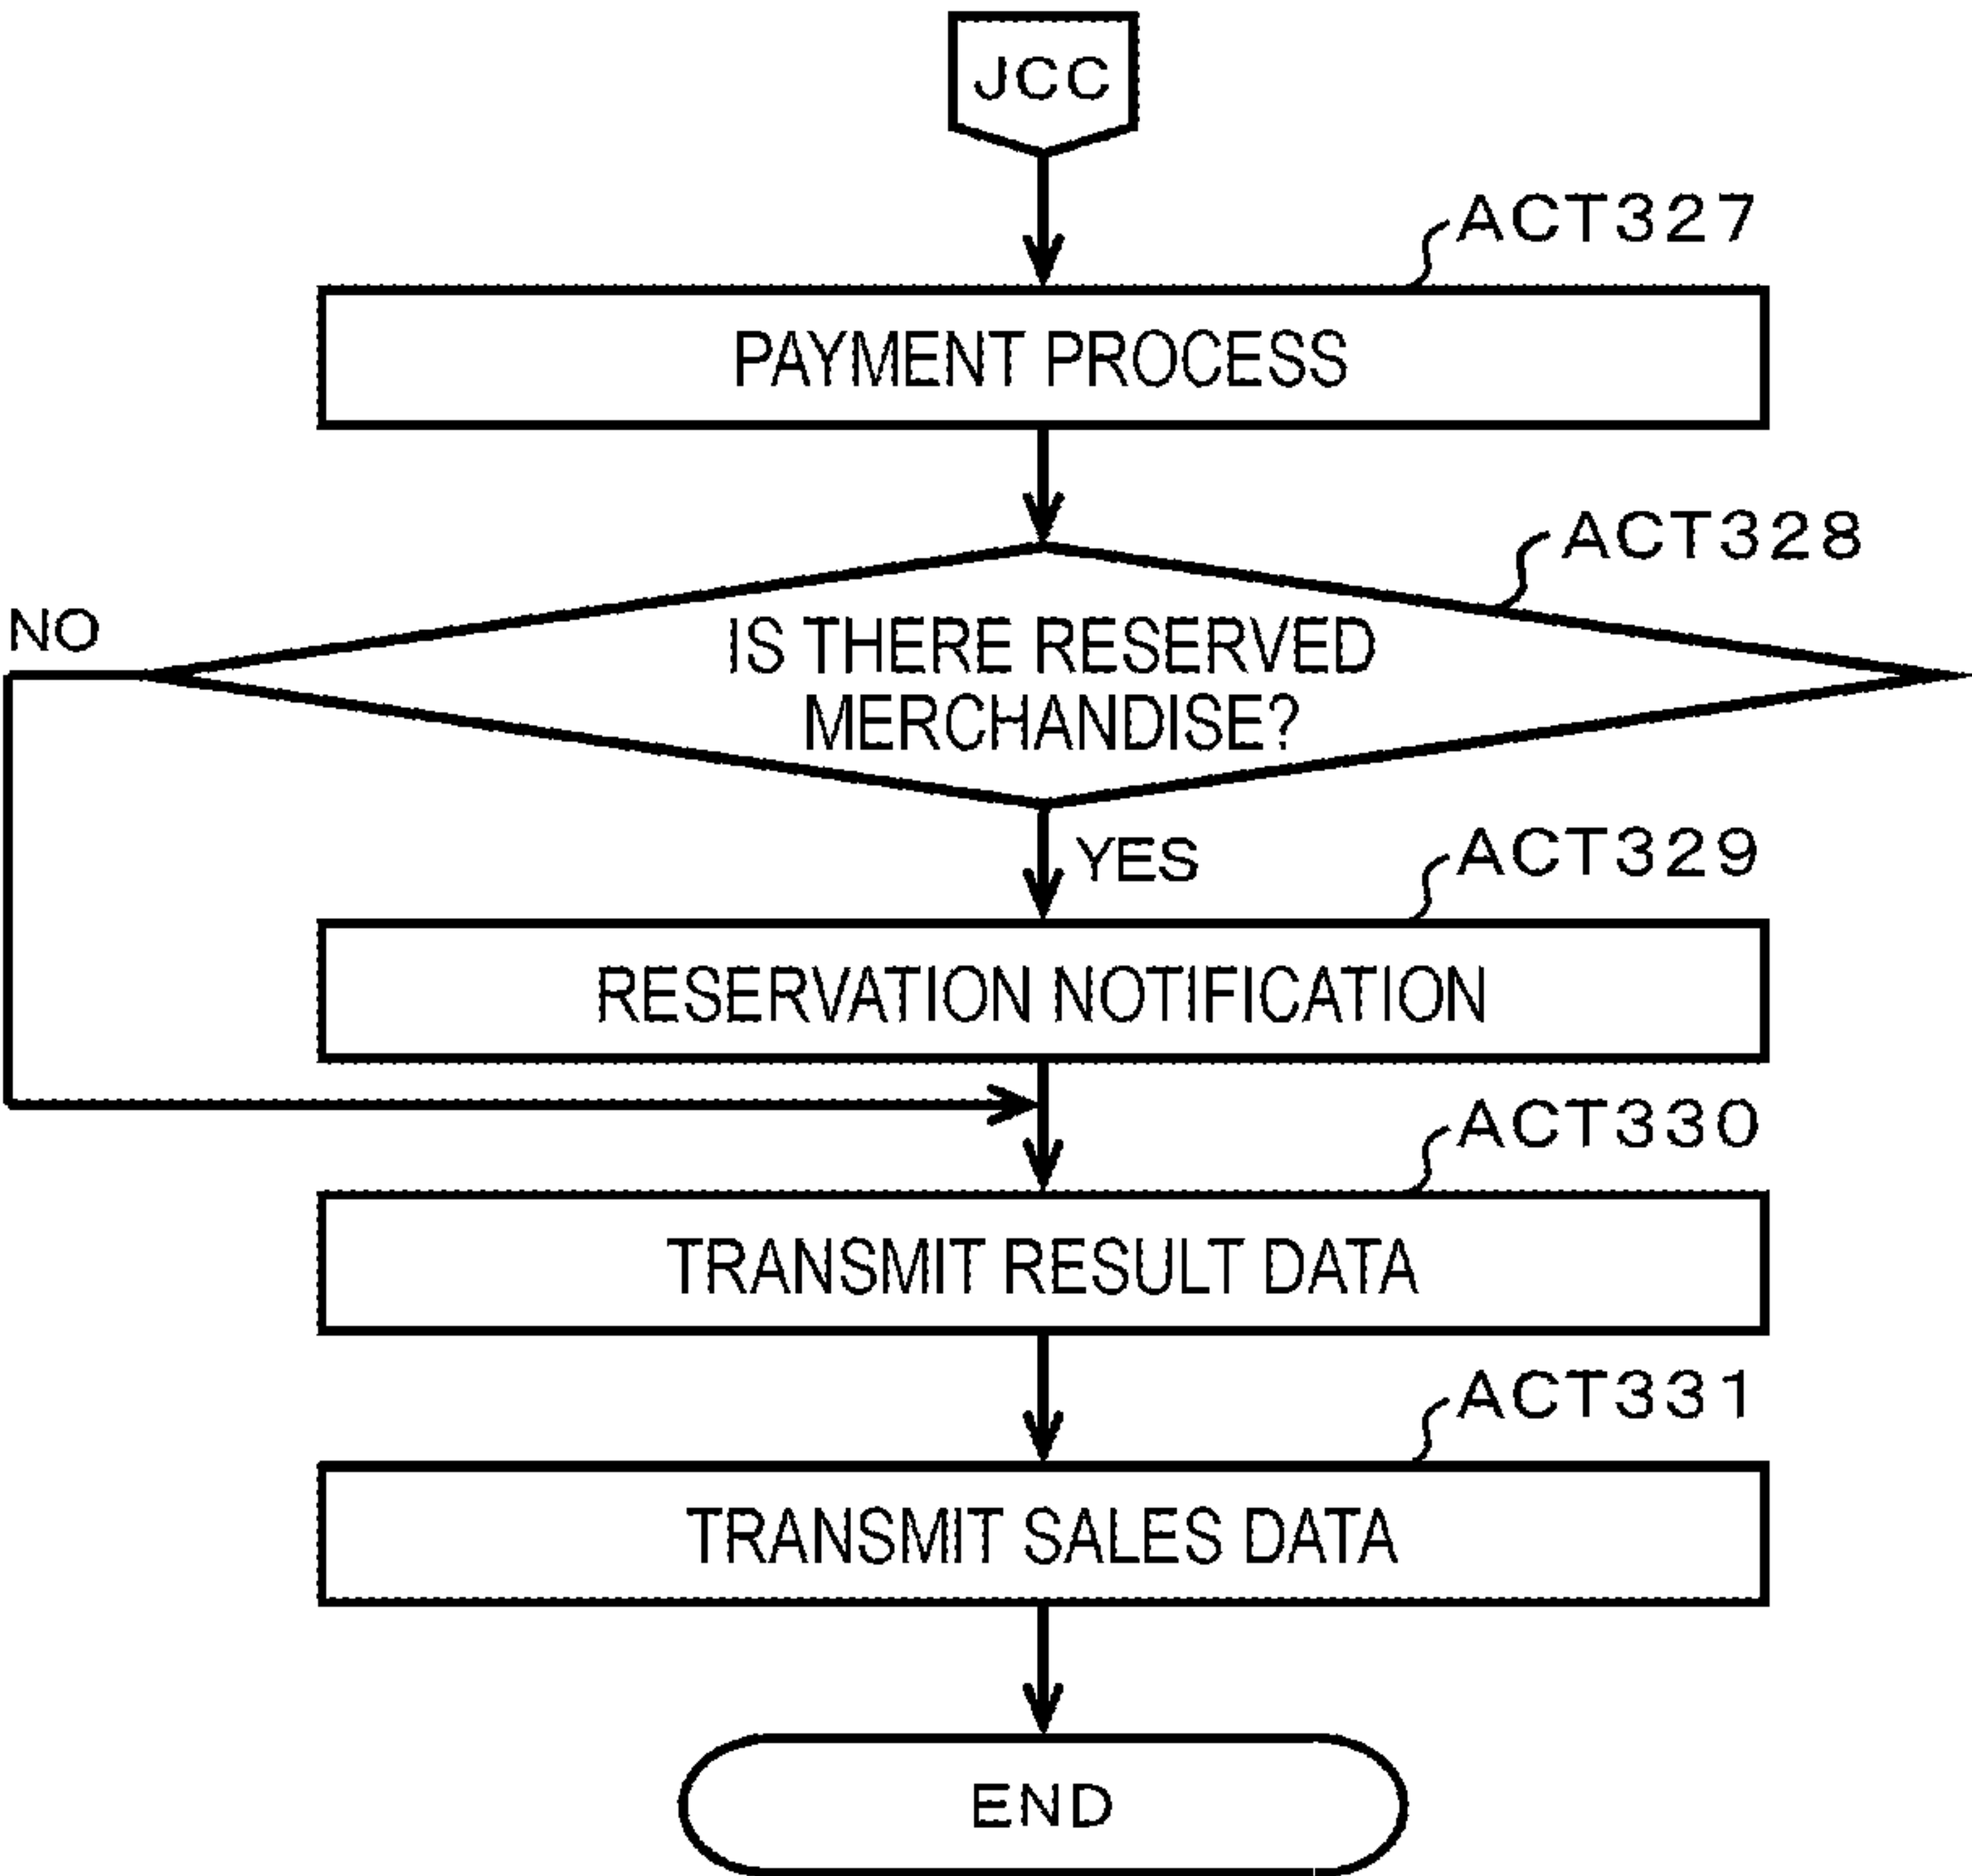 JCC
ACT327
PAYMENT PROCESS
ACT328
NO
IS THERE RESERVED
MERCHANDISE?
YES
ACT329
RESERVATION NOTIFICATION
ACT330
TRANSMIT RESULT DATA
ACT331
TRANSMIT SALES DATA
END